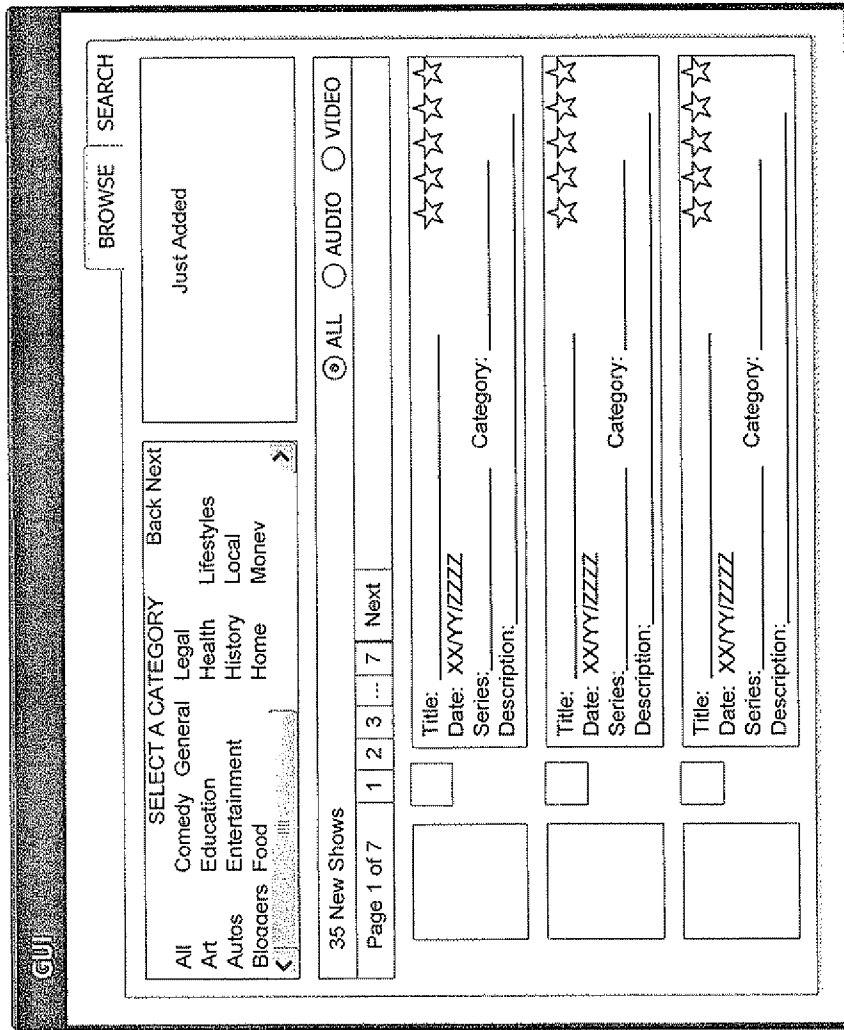 GUI
BROWSE SEARCH
SELECT A CATEGORY Back Next
All Comedy General Legal
Art Education Health Lifestyles
Autos Entertainment History Local
Bloggers Food Home Money
Just Added
35 New Shows ALL AUDIO VIDEO
Page 1 of 7 1 2 3 ... 7 Next
Title:
Date: XX/YY/ZZZZ
Series: Category:
Description:
Title:
Date: XX/YY/ZZZZ
Series: Category:
Description:
Title:
Date: XX/YY/ZZZZ
Series: Category:
Description: